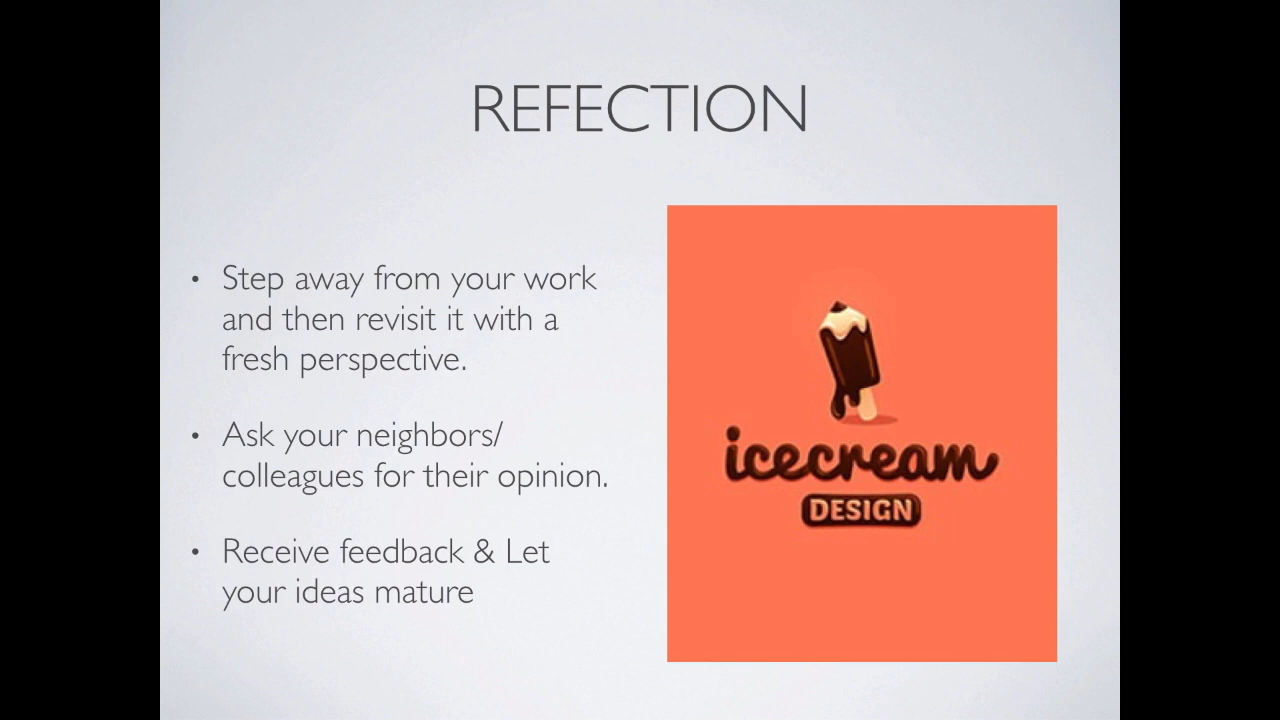 REFECTION
• Step away from your work
and then revisit it with a
fresh perspective.
• Ask your neighbors/
colleagues for their opinion.
• Receive feedback & Let
your ideas mature
icecream
DESIGN